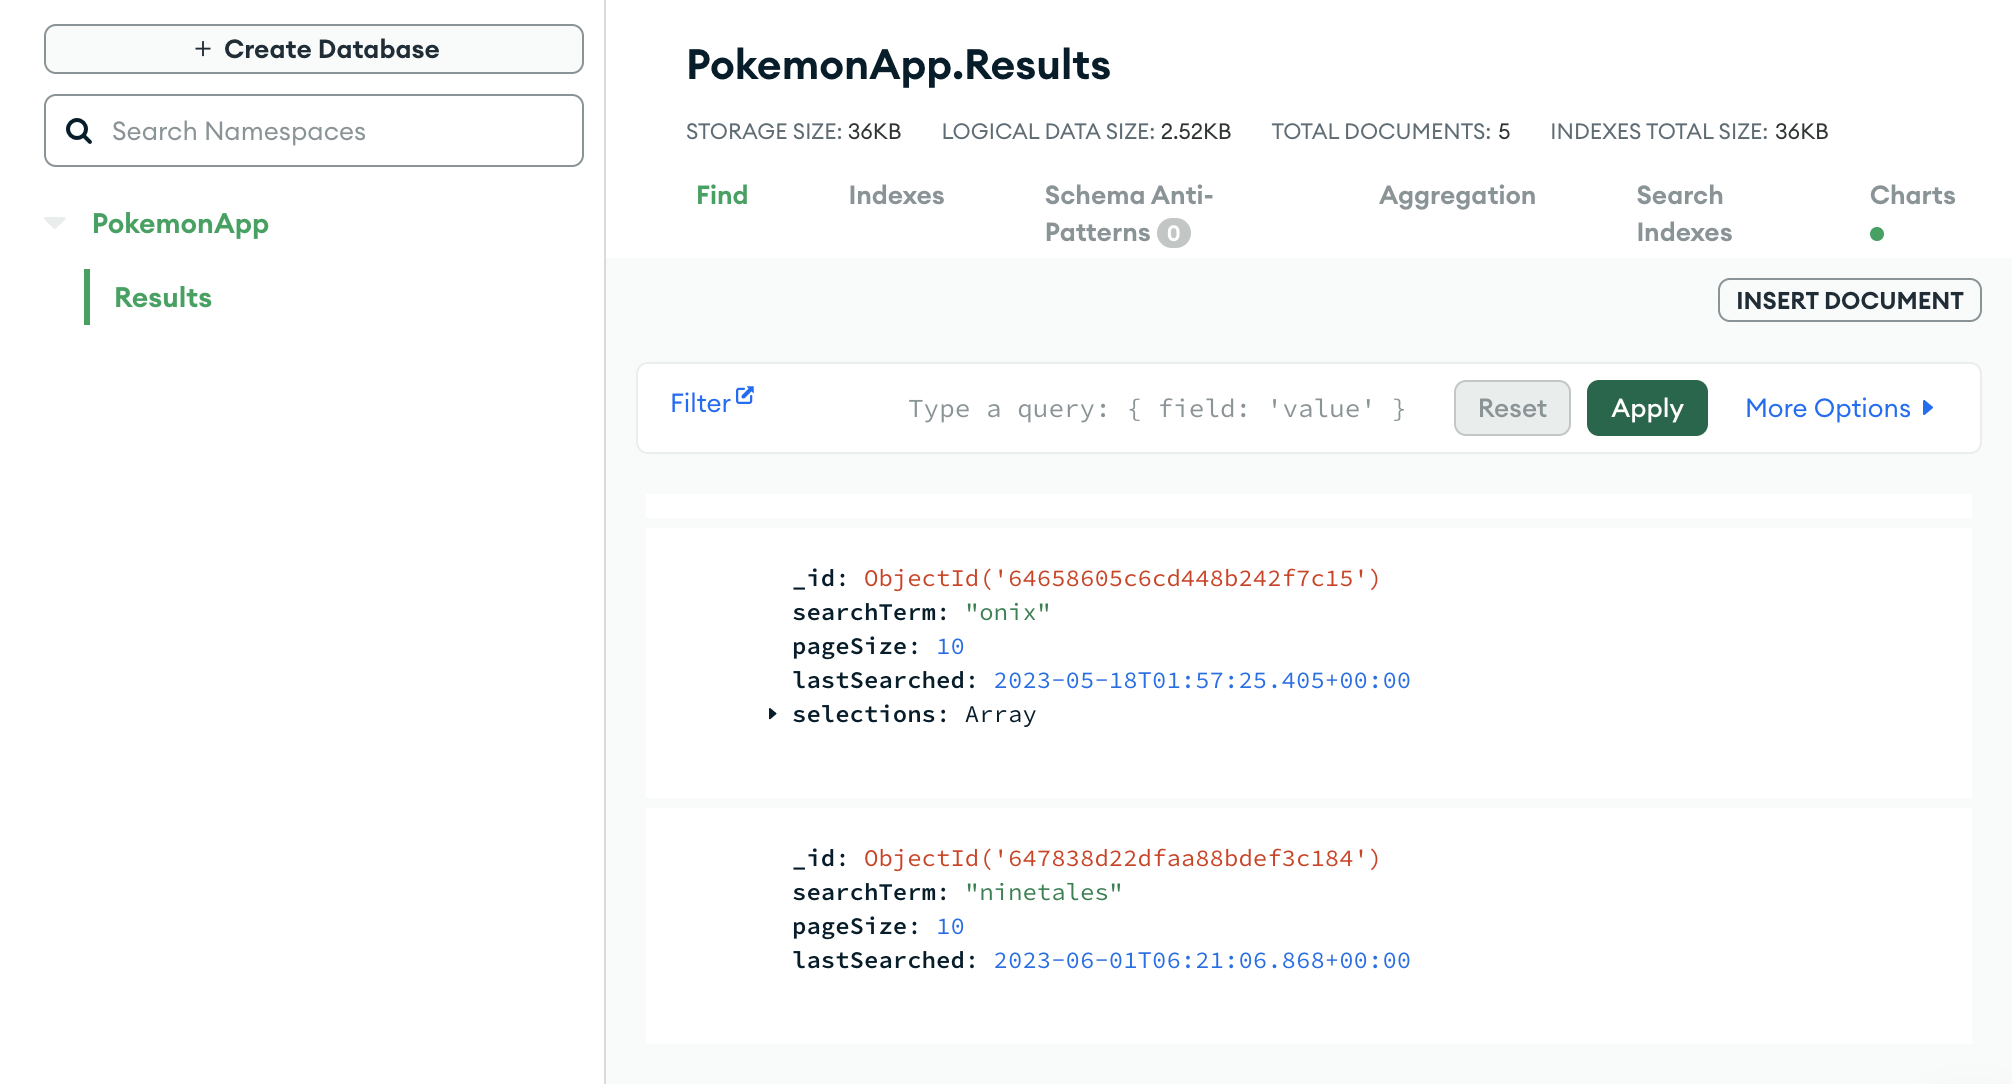 + Create Database
Search Namespaces
PokemonApp
Results
PokemonApp.Results
STORAGE SIZE: 36KB LOGICAL DATA SIZE: 2.52KB TOTAL DOCUMENTS: 5 INDEXES TOTAL SIZE: 36KB
Find Indexes Schema Anti-Patterns 0 Aggregation Search Indexes Charts
INSERT DOCUMENT
Filter Type a query: { field: 'value' } Reset Apply More Options
_id: ObjectId('64658605c6cd448b242f7c15')
searchTerm: "onix"
pageSize: 10
lastSearched: 2023-05-18T01:57:25.405+00:00
selections: Array
_id: ObjectId('647838d22dfaa88bdef3c184')
searchTerm: "ninetales"
pageSize: 10
lastSearched: 2023-06-01T06:21:06.868+00:00